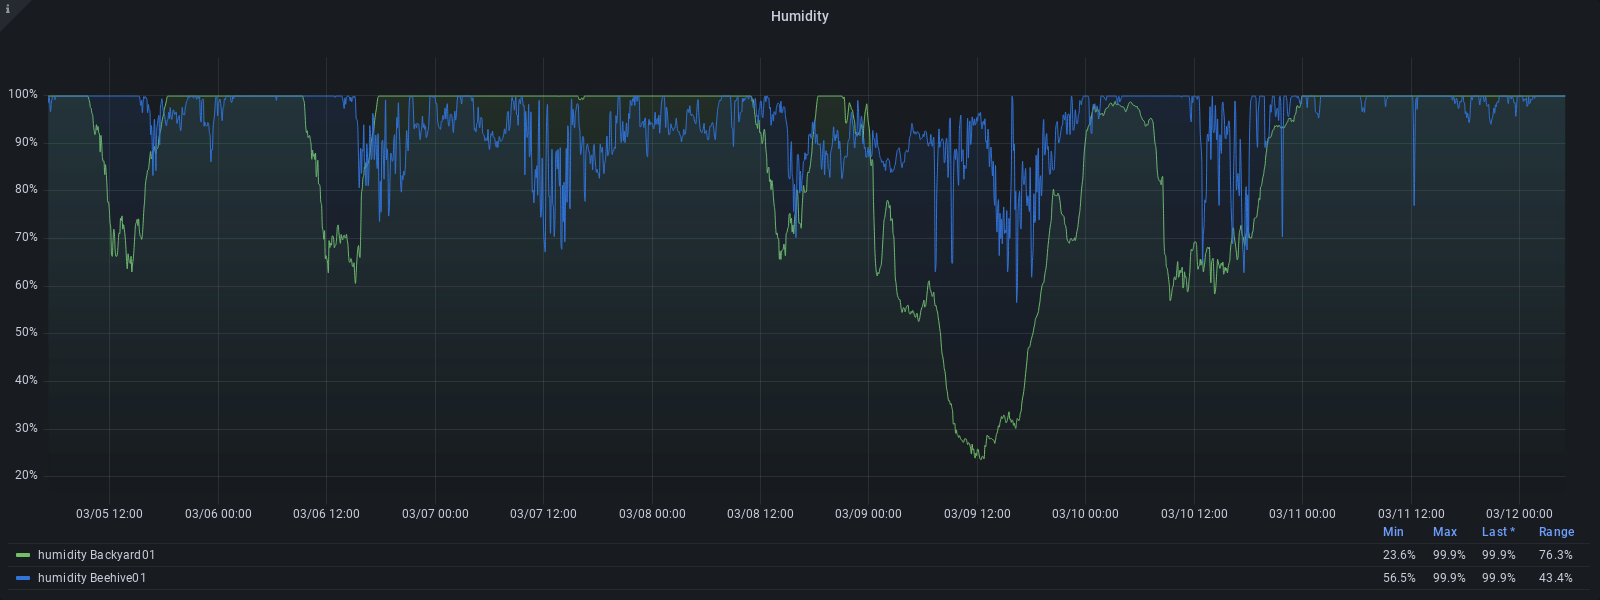 i
Humidity
100%
90%
80%
70%
60%
50%
40%
30%
20%
03/05 12:00 03/06 00:00 03/06 12:00 03/07 00:00 03/07 12:00 03/08 00:00 03/08 12:00 03/09 00:00 03/09 12:00 03/10 00:00 03/10 12:00 03/11 00:00 03/11 12:00 03/12 00:00
Min Max Last * Range
humidity Backyard01 23.6% 99.9% 99.9% 76.3%
humidity Beehive01 56.5% 99.9% 99.9% 43.4%